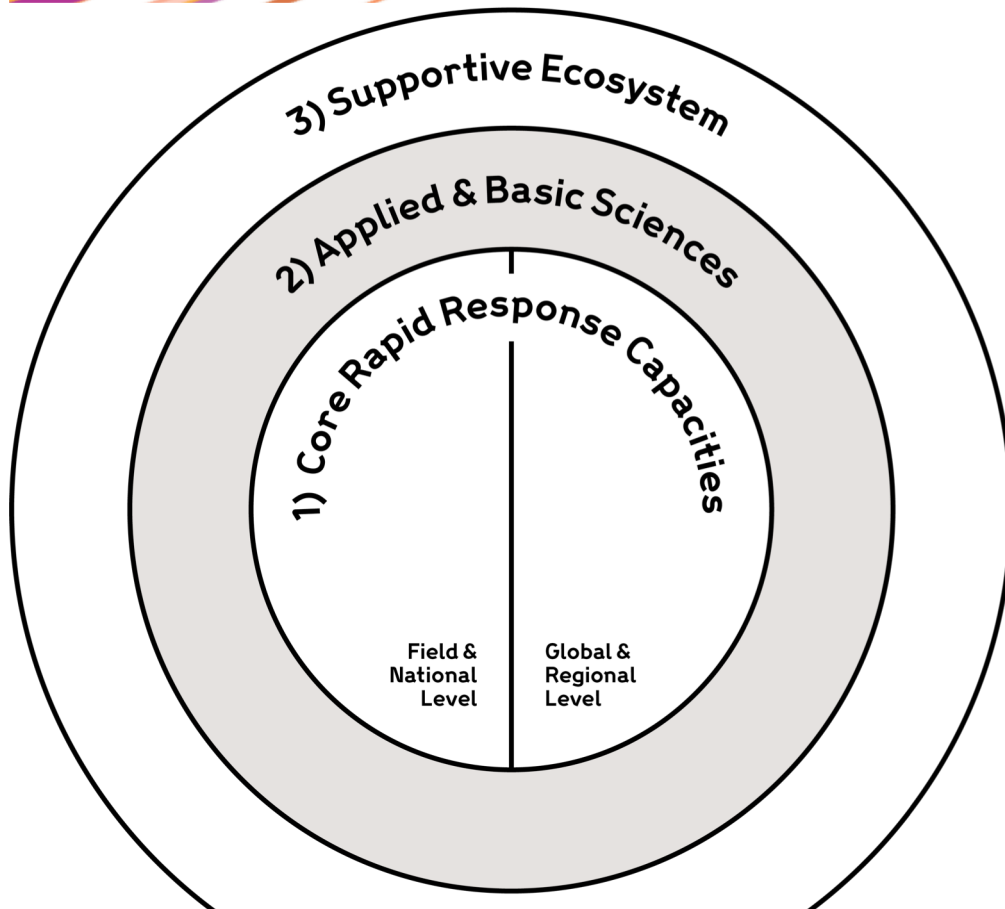 3) Supportive Ecosystem
2) Applied & Basic Sciences
1) Core Rapid Response Capacities
Field &
National
Level
Global &
Regional
Level